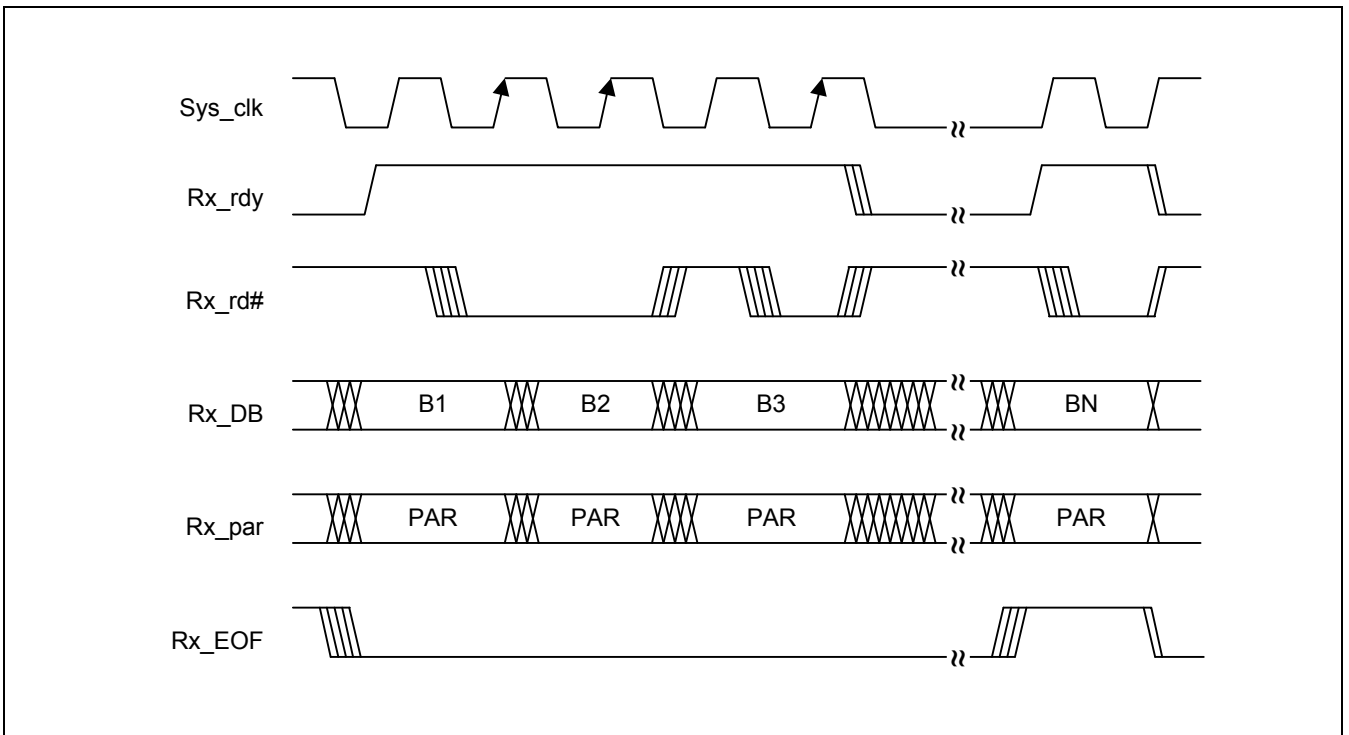 Sys_clk
Rx_rdy
Rx_rd#
Rx_DB B1 B2 B3 BN
Rx_par PAR PAR PAR PAR
Rx_EOF